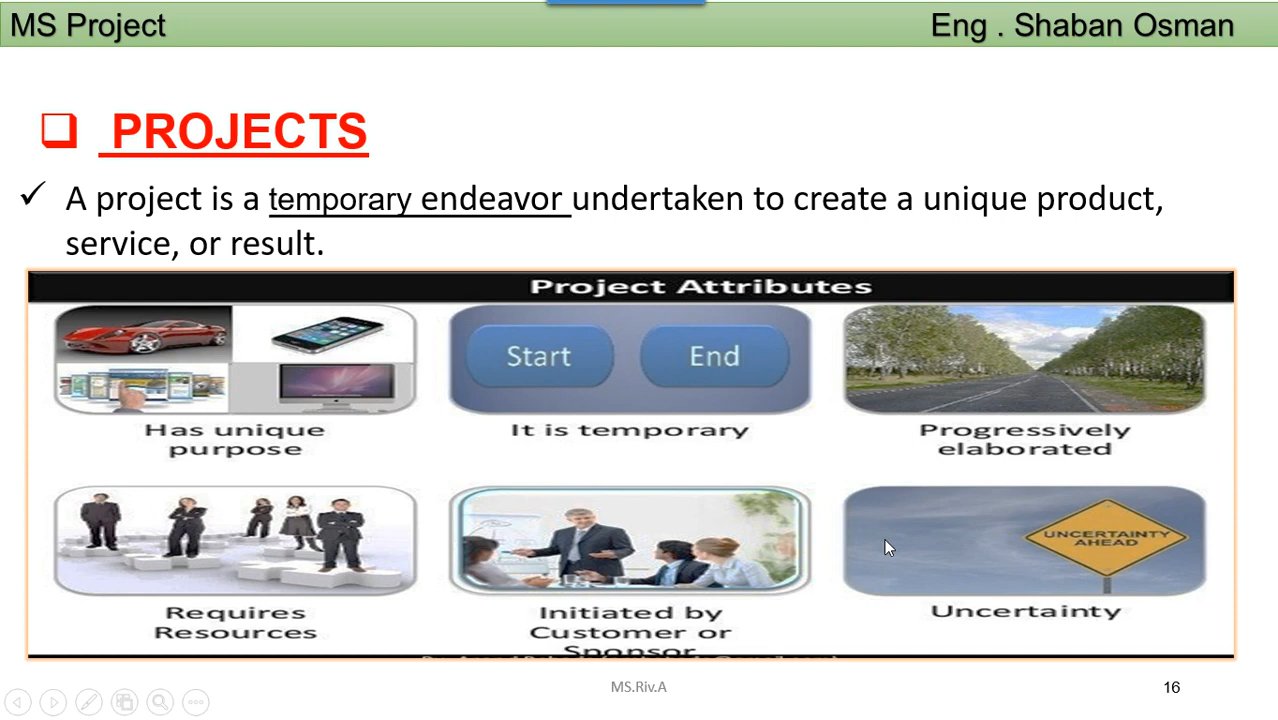 MS Project
Eng . Shaban Osman
PROJECTS
A project is a temporary endeavor undertaken to create a unique product,
service, or result.
Project Attributes
Start
End
Has unique
purpose
It is temporary
Progressively
elaborated
UNCERTAINTY
AHEAD
Requires
Resources
Initiated by
Customer or
Sponsor
Uncertainty
MS.Riv.A
16